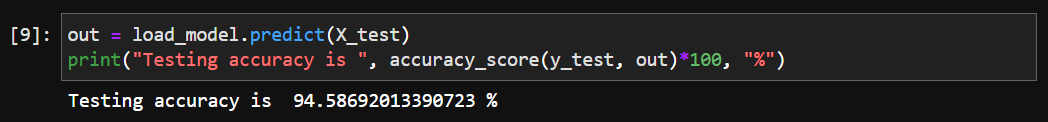 [9]: out = load_model.predict(X_test)
print("Testing accuracy is ", accuracy_score(y_test, out)*100, "%")
Testing accuracy is  94.58692013390723 %